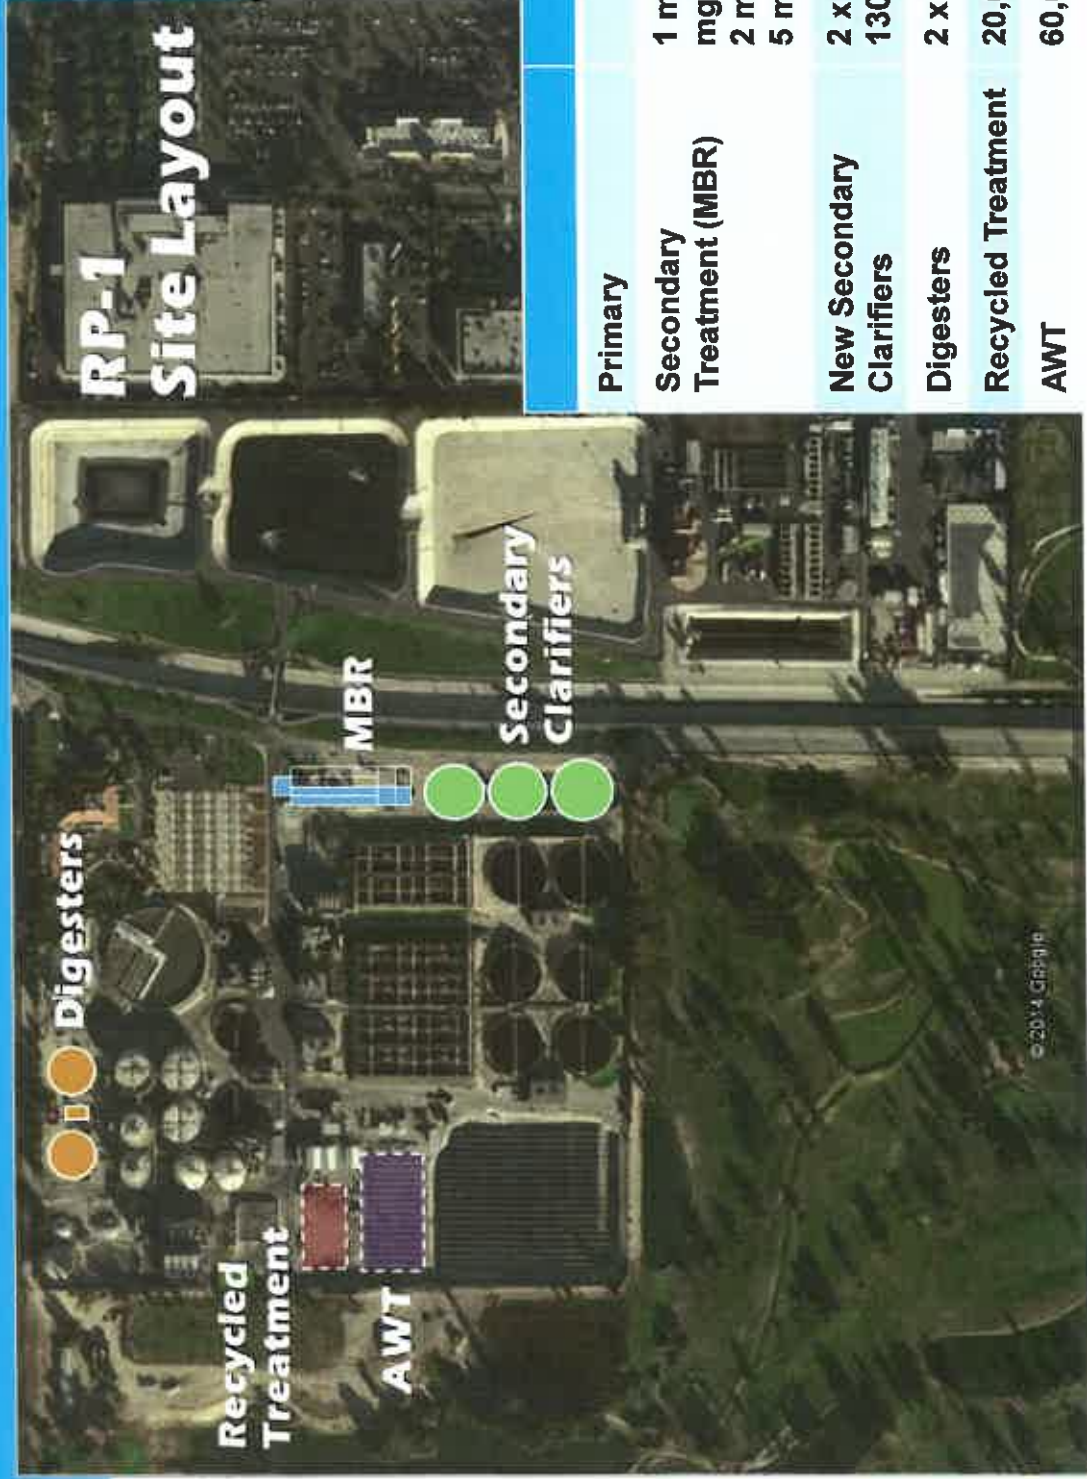 RP-1
Site Layout
Digesters
MBR
Secondary
Clarifiers
Recycled
Treatment
AWT
© 2014 Google
Primary
Secondary 1 m
Treatment (MBR) mg
2 m
5 m
New Secondary 2 x
Clarifiers 130
Digesters 2 x
Recycled Treatment 20,
AWT 60,